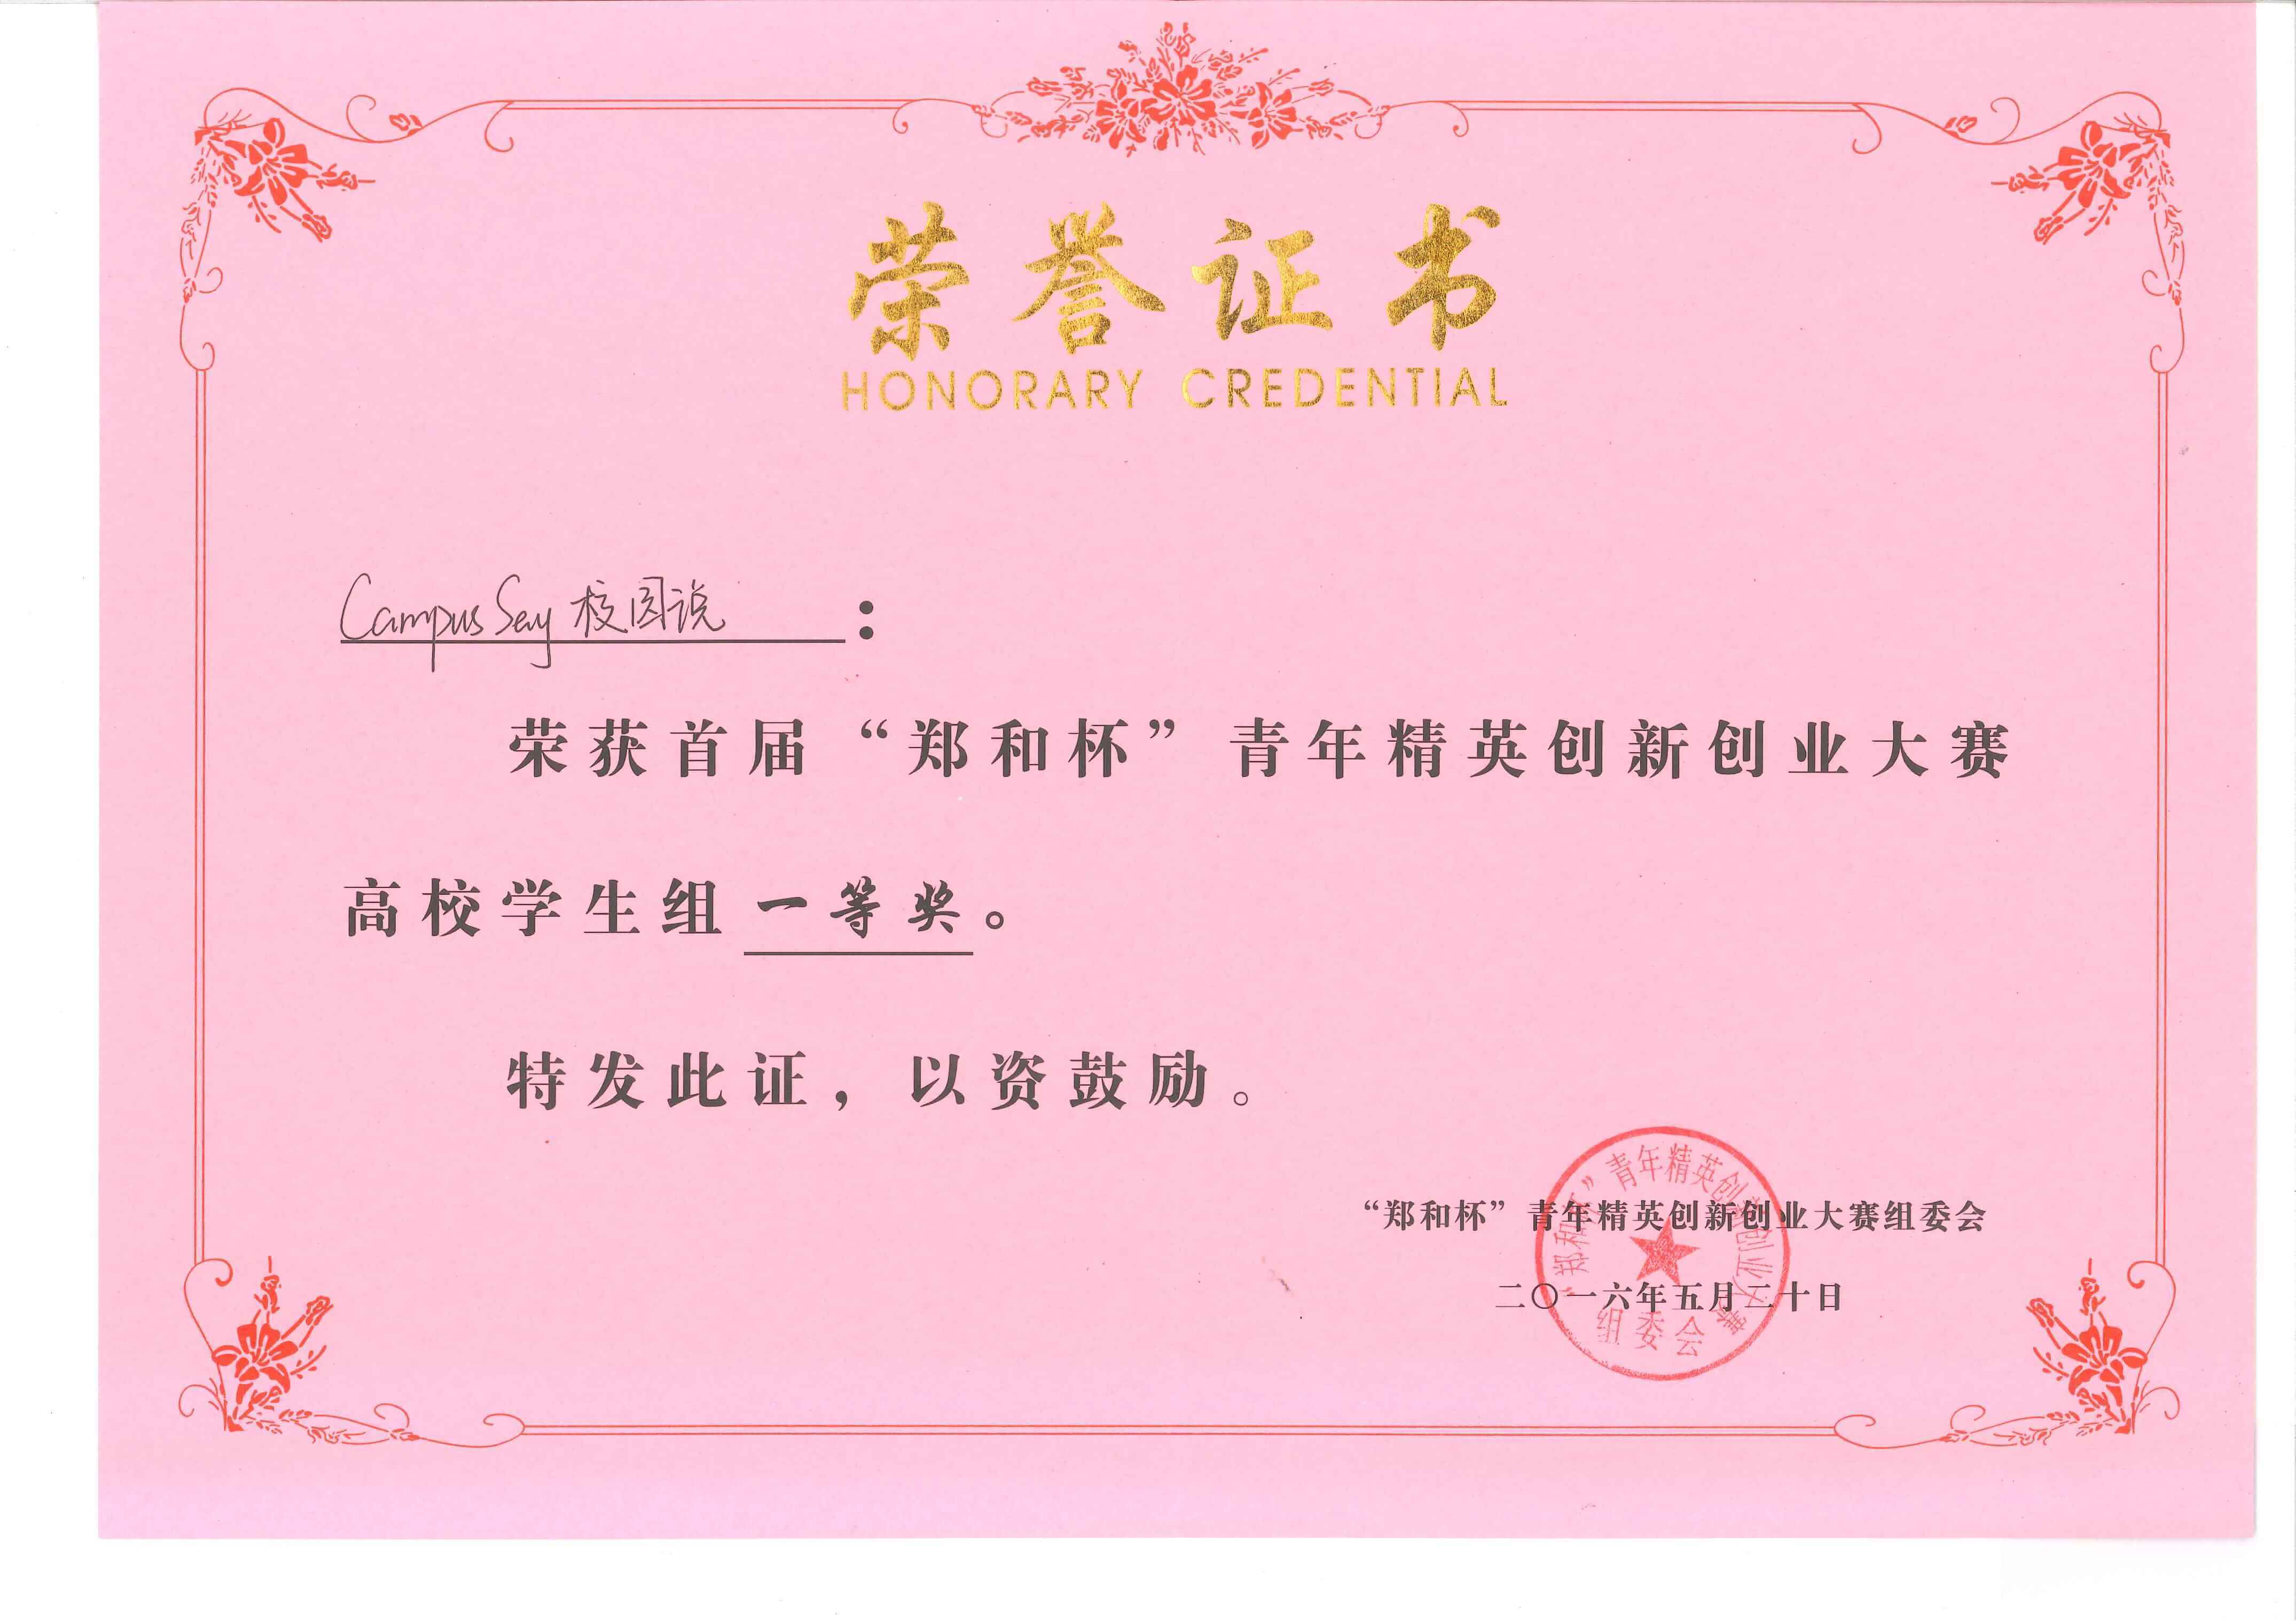 荣誉证书
HONORARY CREDENTIAL
Campus Say 校园说：
荣获首届“郑和杯”青年精英创新创业大赛
高校学生组一等奖。
特发此证，以资鼓励。
“郑和杯”青年精英创新创业大赛组委会
二〇一六年五月二十日
“郑和杯”青年精英创新创业大赛
组委会